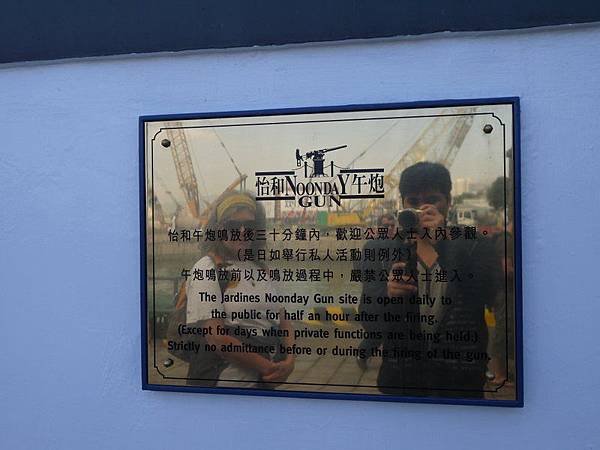 怡和NOONDAY午炮
GUN
怡和午炮鳴放後三十分鐘內，歡迎公眾人士入內參觀。
（是日如舉行私人活動則例外）
午炮鳴放前以及鳴放過程中，嚴禁公眾人士進入。
The Jardines Noonday Gun site is open daily to
the public for half an hour after the firing.
(Except for days when private functions are being held.)
Strictly no admittance before or during the firing of the gun.